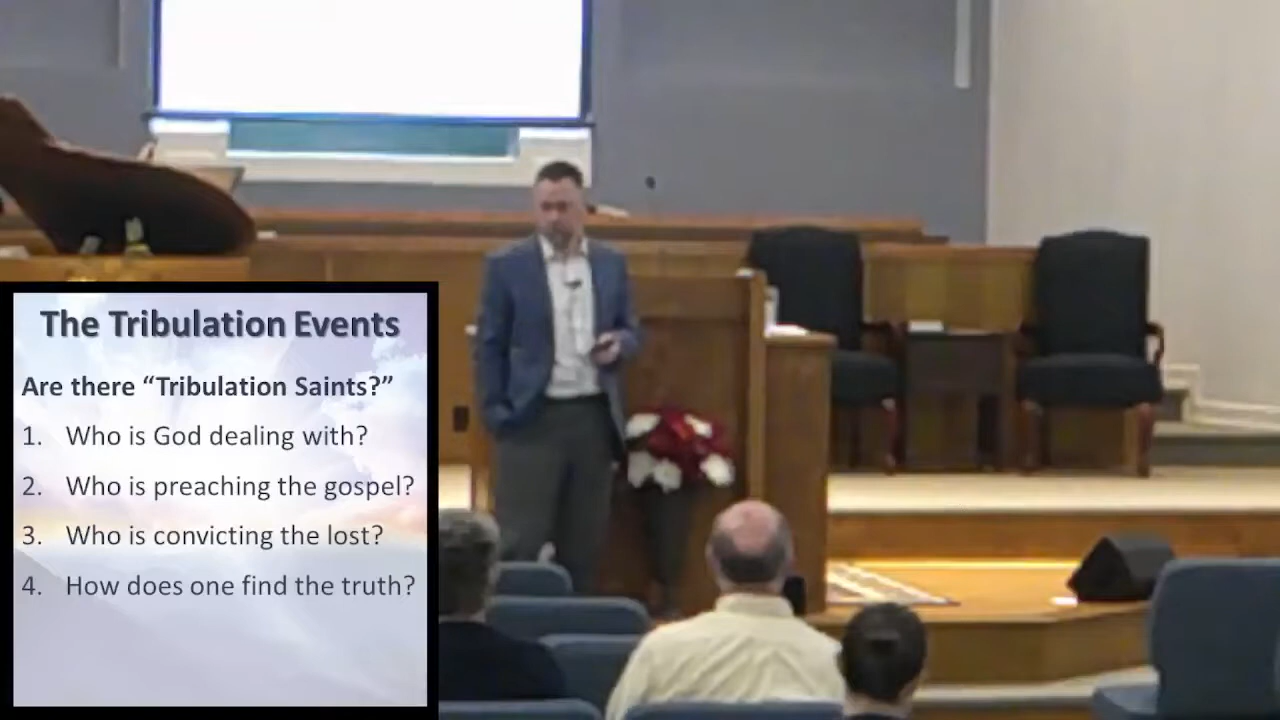 The Tribulation Events
Are there “Tribulation Saints?”
1. Who is God dealing with?
2. Who is preaching the gospel?
3. Who is convicting the lost?
4. How does one find the truth?